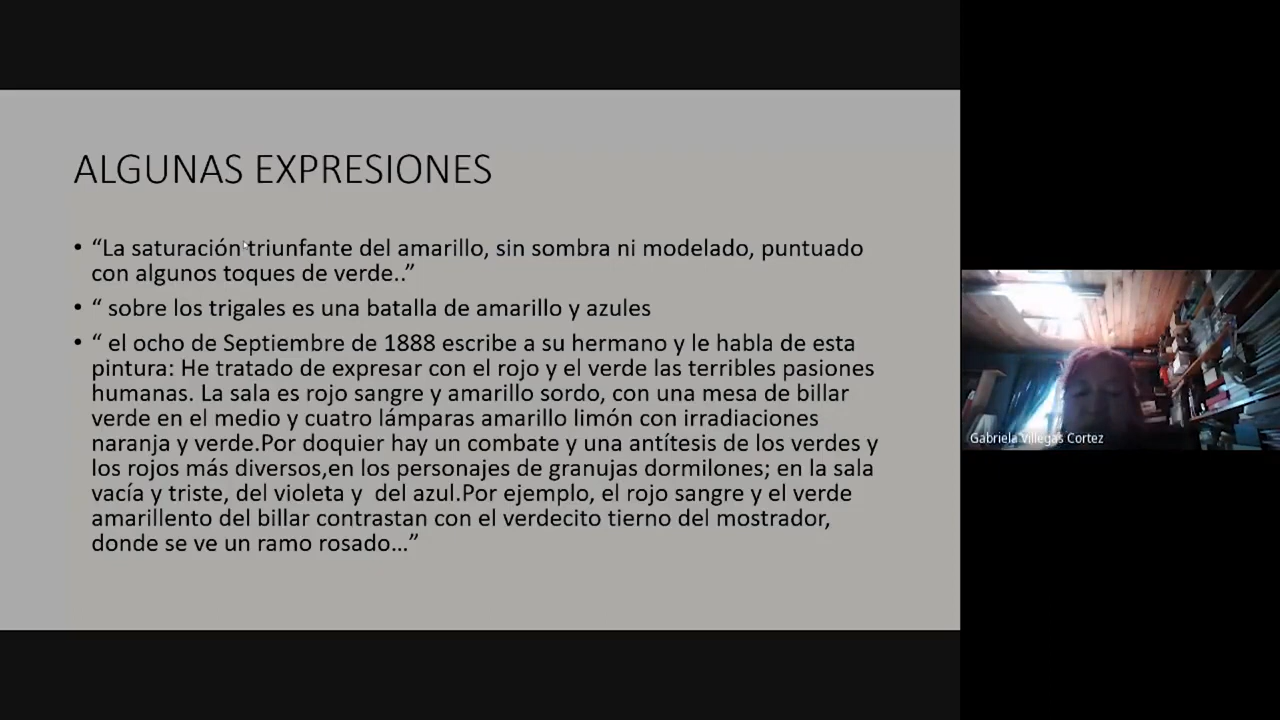 ALGUNAS EXPRESIONES
• “La saturación triunfante del amarillo, sin sombra ni modelado, puntuado
con algunos toques de verde..”
• “ sobre los trigales es una batalla de amarillo y azules
• “ el ocho de Septiembre de 1888 escribe a su hermano y le habla de esta
pintura: He tratado de expresar con el rojo y el verde las terribles pasiones
humanas. La sala es rojo sangre y amarillo sordo, con una mesa de billar
verde en el medio y cuatro lámparas amarillo limón con irradiaciones
naranja y verde.Por doquier hay un combate y una antítesis de los verdes y
los rojos más diversos,en los personajes de granujas dormilones; en la sala
vacía y triste, del violeta y  del azul.Por ejemplo, el rojo sangre y el verde
amarillento del billar contrastan con el verdecito tierno del mostrador,
donde se ve un ramo rosado...”
Gabriela Villegas Cortez